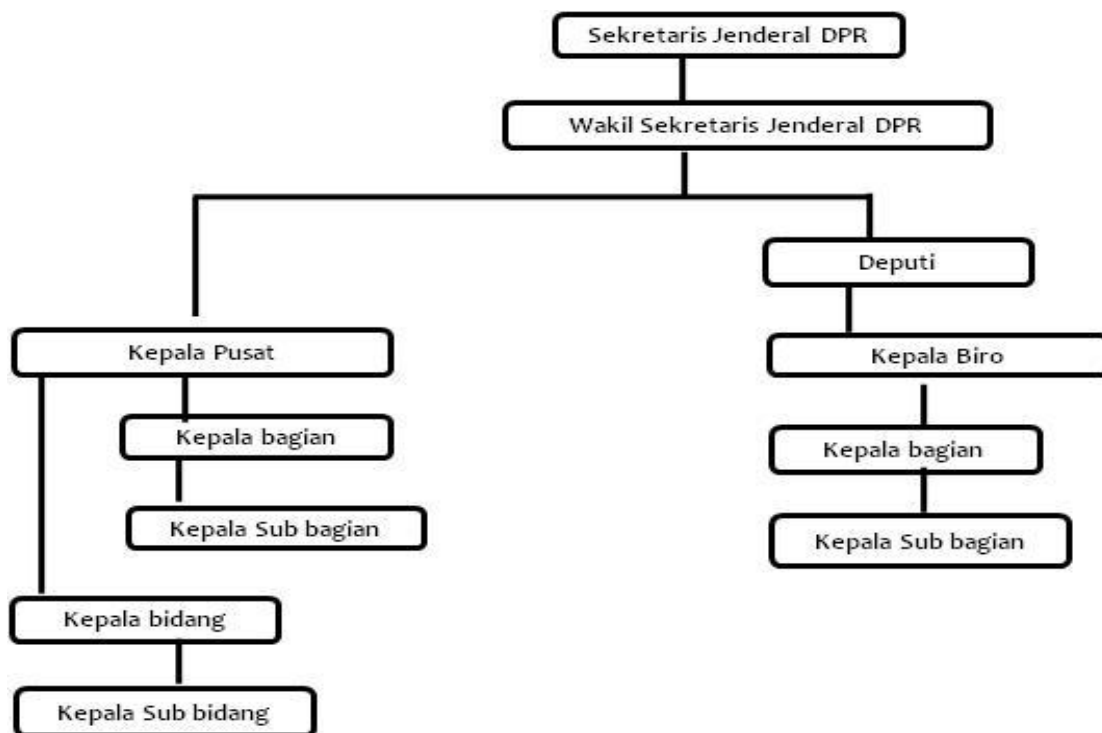 Sekretaris Jenderal DPR
Wakil Sekretaris Jenderal DPR
Deputi
Kepala Pusat
Kepala Biro
Kepala bagian
Kepala bagian
Kepala Sub bagian
Kepala Sub bagian
Kepala bidang
Kepala Sub bidang